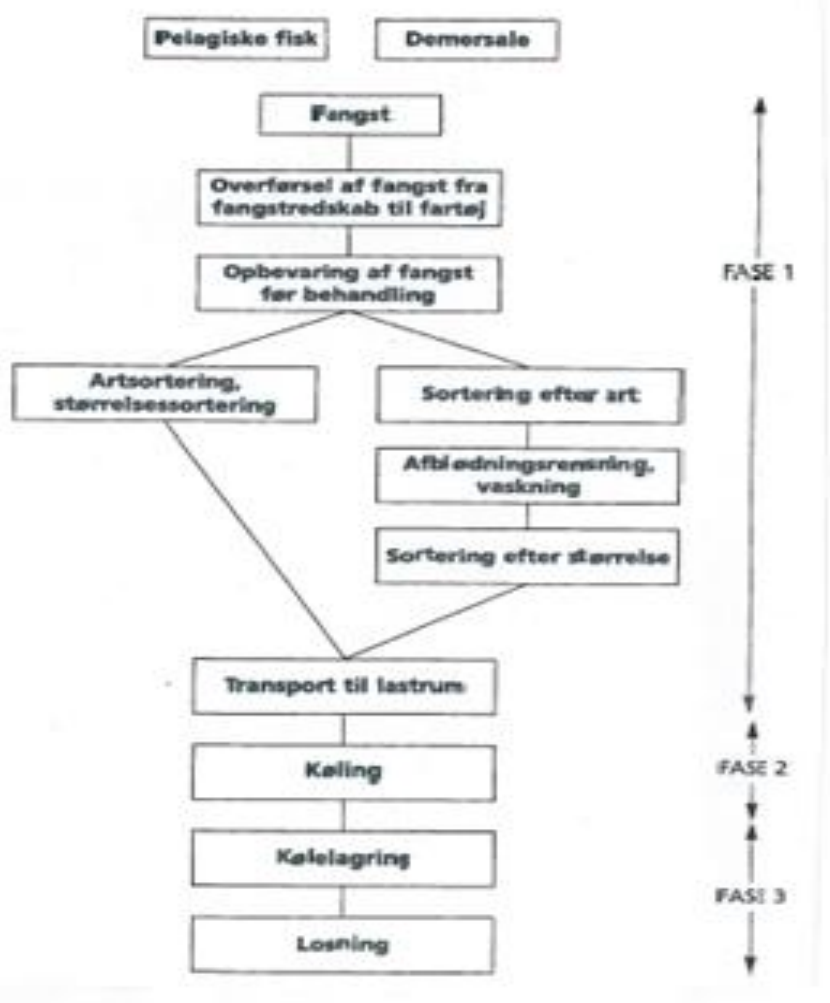 Pelagiske fisk
Demersale
Fangst
Overførsel af fangst fra
fangstredskab til fartøj
Opbevaring af fangst
før behandling
FASE 1
Artsortering,
størrelsessortering
Sortering efter art
Afblødningsrensning,
vaskning
Sortering efter størrelse
Transport til lastrum
Køling
FASE 2
Kølelagring
FASE 3
Losning